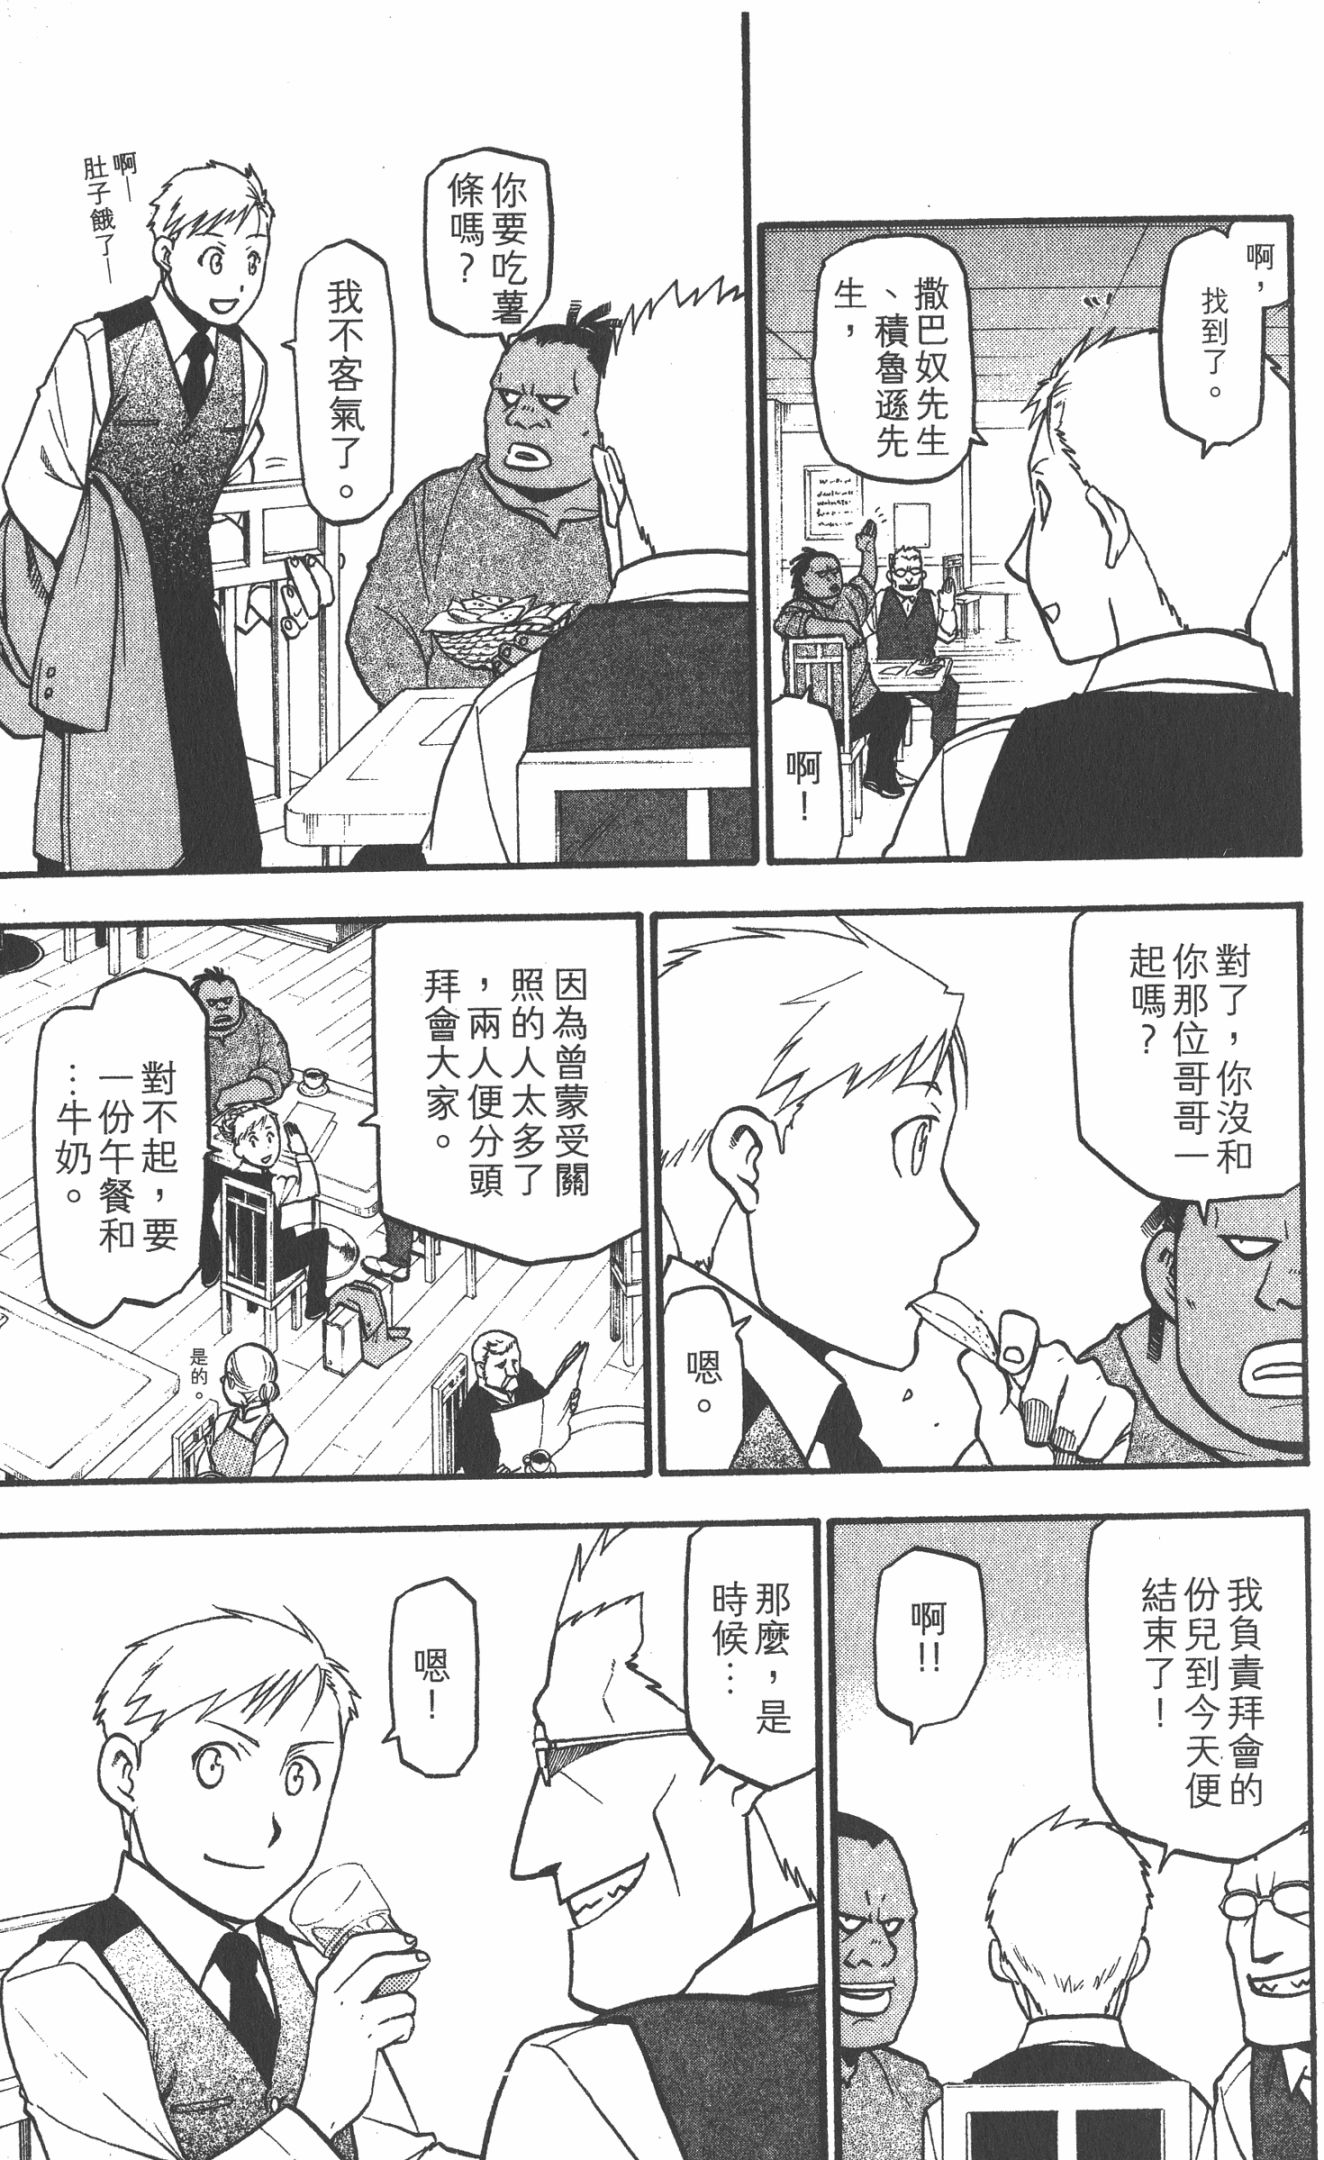 啊，
找到了。
撒巴奴先生
、積魯遜先
生，
啊！
你要吃薯
條嗎？
我不客氣了。
啊—
肚子餓了—
對了，你沒和
你那位哥哥一
起嗎？
嗯。
因為曾蒙受關
照的人太多了
，兩人便分頭
拜會大家。
對不起，要
一份午餐和
…牛奶。
是的。
我負責拜會的
份兒到今天便
結束了！
啊!!
那麼，是
時候…
嗯！